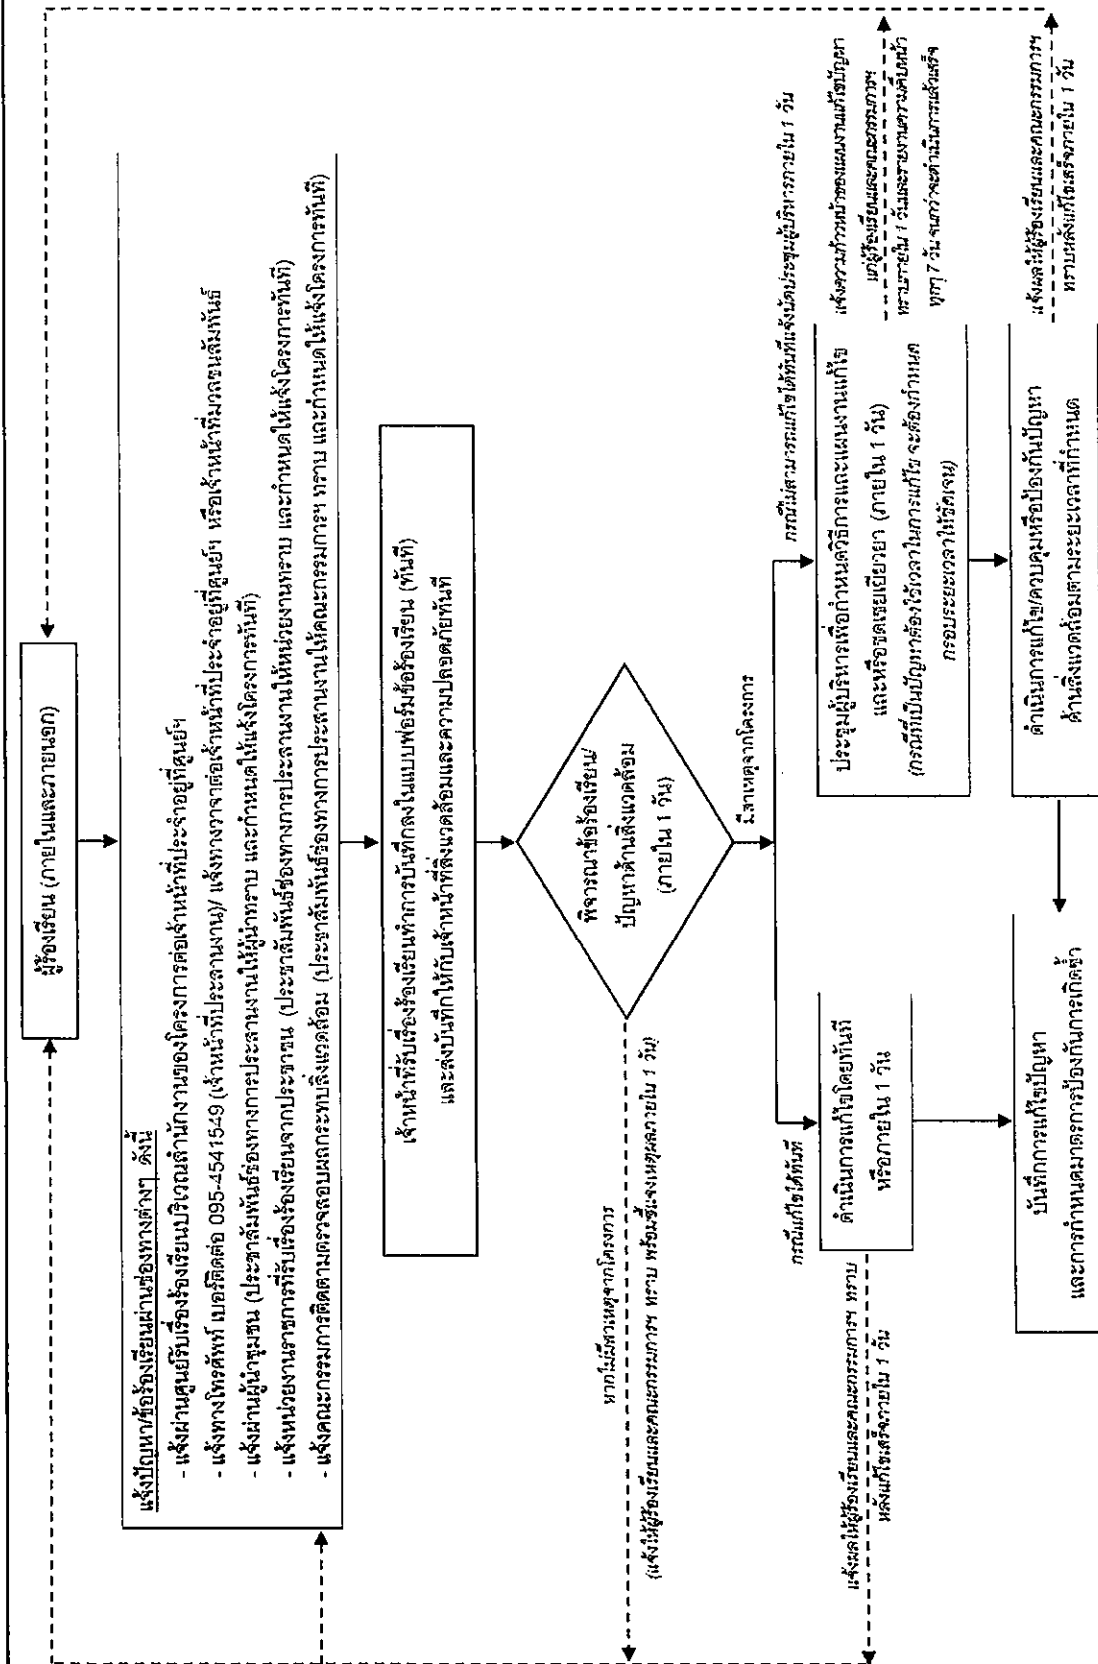 ผู้ร้องเรียน (ภายในและภายนอก)
แจ้งปัญหา/ข้อร้องเรียนผ่านช่องทางต่างๆ ดังนี้
- แจ้งผ่านศูนย์รับเรื่องร้องเรียนบริเวณสำนักงานของโครงการต่อเจ้าหน้าที่ประจำอยู่ที่ศูนย์ฯ
- แจ้งทางโทรศัพท์ เบอร์ติดต่อ 095-4541549 (เจ้าหน้าที่ประสานงาน)/ แจ้งทางวาจาต่อเจ้าหน้าที่ประจำอยู่ที่ศูนย์ฯ หรือเจ้าหน้าที่มวลชนสัมพันธ์
- แจ้งผ่านผู้นำชุมชน (ประชาสัมพันธ์ช่องทางการประสานงานให้ผู้นำทราบ และกำหนดให้แจ้งโครงการทันที)
- แจ้งหน่วยงานราชการที่รับเรื่องร้องเรียนจากประชาชน (ประชาสัมพันธ์ช่องทางการประสานงานให้หน่วยงานทราบ และกำหนดให้แจ้งโครงการทันที)
- แจ้งคณะกรรมการติดตามตรวจสอบผลกระทบสิ่งแวดล้อม (ประชาสัมพันธ์ช่องทางการประสานงานให้คณะกรรมการฯ ทราบ และกำหนดให้แจ้งโครงการทันที)
เจ้าหน้าที่รับเรื่องร้องเรียนทำการบันทึกลงในแบบฟอร์มข้อร้องเรียน (ทันที)
และส่งบันทึกให้กับเจ้าหน้าที่สิ่งแวดล้อมและความปลอดภัยทันที
พิจารณาข้อร้องเรียน/
ปัญหาด้านสิ่งแวดล้อม
(ภายใน 1 วัน)
หากไม่มีสาเหตุจากโครงการ
(แจ้งให้ผู้ร้องเรียนและคณะกรรมการฯ ทราบ พร้อมชี้แจงเหตุผลภายใน 1 วัน)
มีสาเหตุจากโครงการ
กรณีแก้ไขได้ทันที
กรณีไม่สามารถแก้ไขได้ทันทีแจ้งนัดประชุมผู้บริหารภายใน 1 วัน
ดำเนินการแก้ไขโดยทันที
หรือภายใน 1 วัน
แจ้งผลให้ผู้ร้องเรียนและคณะกรรมการฯ ทราบ
หลังแก้ไขเสร็จภายใน 1 วัน
ประชุมผู้บริหารเพื่อกำหนดวิธีการและแผนงานแก้ไข
และหรือชดเชยเยียวยา (ภายใน 1 วัน)
(กรณีที่เป็นปัญหาต้องใช้เวลาในการแก้ไข จะต้องกำหนด
กรอบระยะเวลาให้ชัดเจน)
แจ้งความก้าวหน้าของแผนงานแก้ไขปัญหา
แก่ผู้ร้องเรียนและคณะกรรมการฯ
ทราบภายใน 1 วันและรายงานความคืบหน้า
ทุกๆ 7 วัน จนกว่าจะดำเนินการแล้วเสร็จ
บันทึกการแก้ไขปัญหา
และการกำหนดมาตรการป้องกันการเกิดซ้ำ
ดำเนินการแก้ไข/ควบคุมหรือป้องกันปัญหา
ด้านสิ่งแวดล้อมตามระยะเวลาที่กำหนด
แจ้งผลให้ผู้ร้องเรียนและคณะกรรมการฯ
ทราบหลังแก้ไขเสร็จภายใน 1 วัน